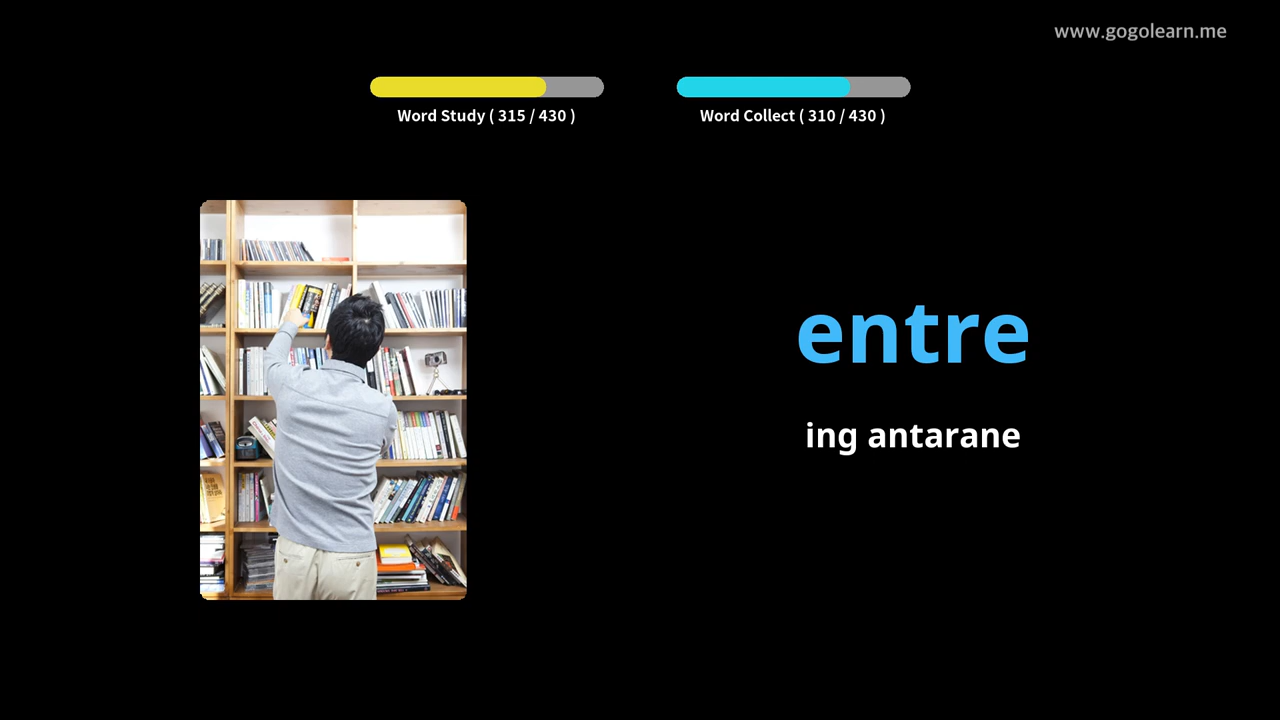 www.gogolearn.me
Word Study ( 315 / 430 )
Word Collect ( 310 / 430 )
entre
ing antarane